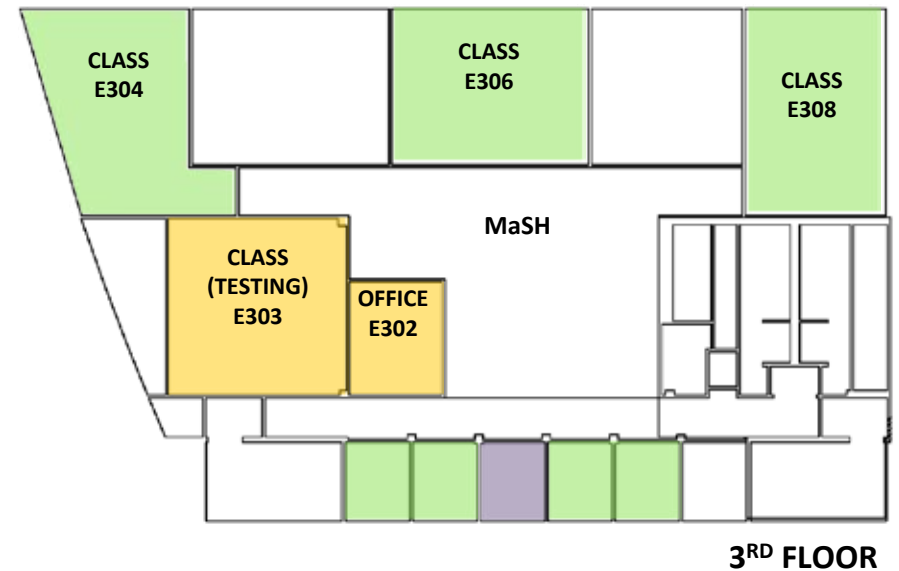 CLASS
E304
CLASS
E306
CLASS
E308
MaSH
CLASS
(TESTING)
E303
OFFICE
E302
3RD FLOOR